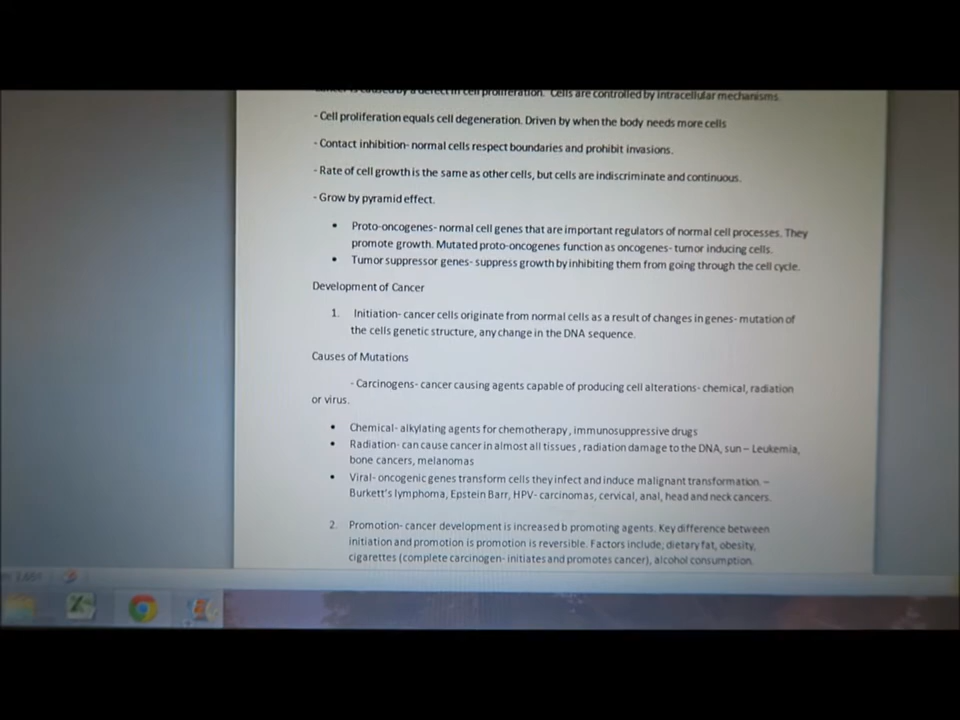 Cancer is caused by a defect in cell proliferation. Cells are controlled by intracellular mechanisms.
- Cell proliferation equals cell degeneration. Driven by when the body needs more cells
- Contact inhibition- normal cells respect boundaries and prohibit invasions.
- Rate of cell growth is the same as other cells, but cells are indiscriminate and continuous.
- Grow by pyramid effect.
• Proto-oncogenes- normal cell genes that are important regulators of normal cell processes. They
promote growth. Mutated proto-oncogenes function as oncogenes- tumor inducing cells.
• Tumor suppressor genes- suppress growth by inhibiting them from going through the cell cycle.
Development of Cancer
1. Initiation- cancer cells originate from normal cells as a result of changes in genes- mutation of
the cells genetic structure, any change in the DNA sequence.
Causes of Mutations
- Carcinogens- cancer causing agents capable of producing cell alterations- chemical, radiation
or virus.
• Chemical- alkylating agents for chemotherapy, immunosuppressive drugs
• Radiation- can cause cancer in almost all tissues, radiation damage to the DNA, sun – Leukemia,
bone cancers, melanomas
• Viral- oncogenic genes transform cells they infect and induce malignant transformation. –
Burkett's lymphoma, Epstein Barr, HPV- carcinomas, cervical, anal, head and neck cancers.
2. Promotion- cancer development is increased b promoting agents. Key difference between
initiation and promotion is promotion is reversible. Factors include; dietary fat, obesity,
cigarettes (complete carcinogen- initiates and promotes cancer), alcohol consumption.